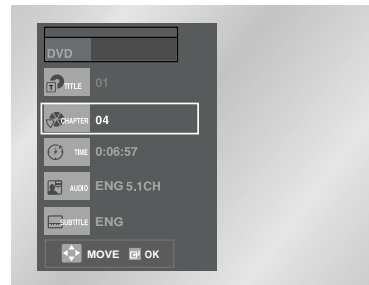 DVD
TITLE 01
CHAPTER 04
TIME 0:06:57
AUDIO ENG 5.1CH
SUBTITLE ENG
MOVE OK